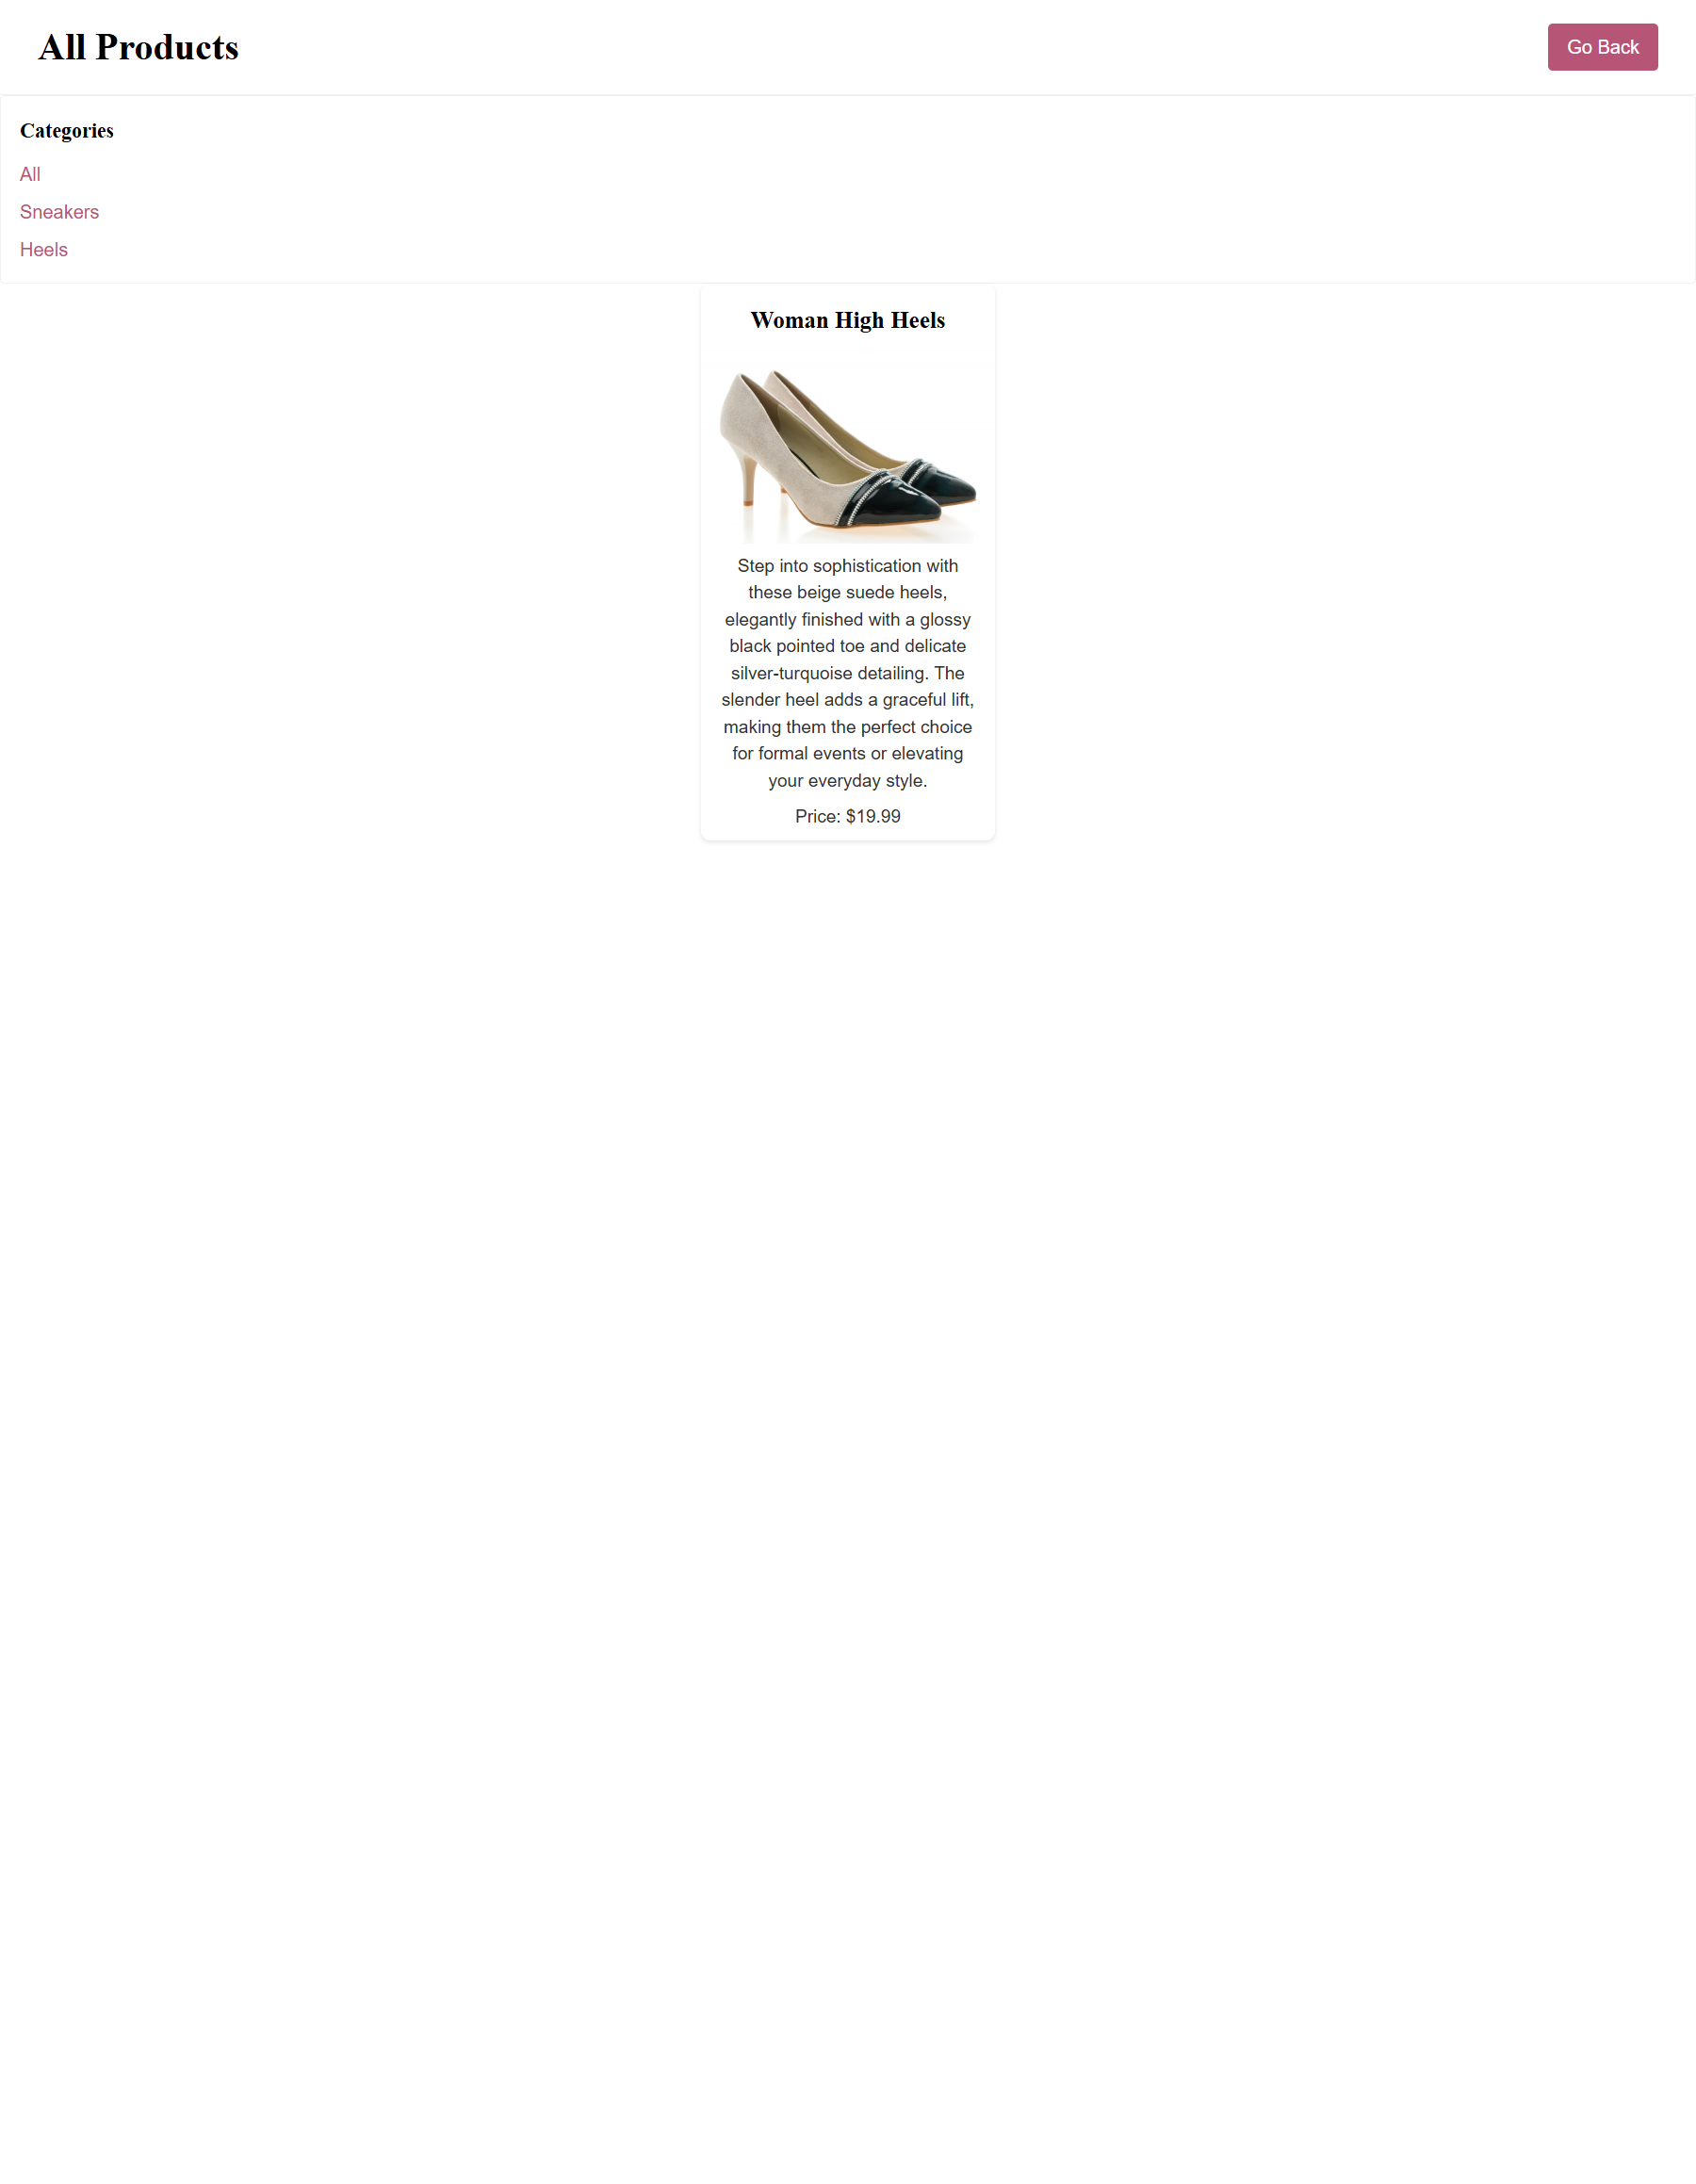 All Products
Go Back
Categories
All
Sneakers
Heels
Woman High Heels
Step into sophistication with
these beige suede heels,
elegantly finished with a glossy
black pointed toe and delicate
silver-turquoise detailing. The
slender heel adds a graceful lift,
making them the perfect choice
for formal events or elevating
your everyday style.
Price: $19.99